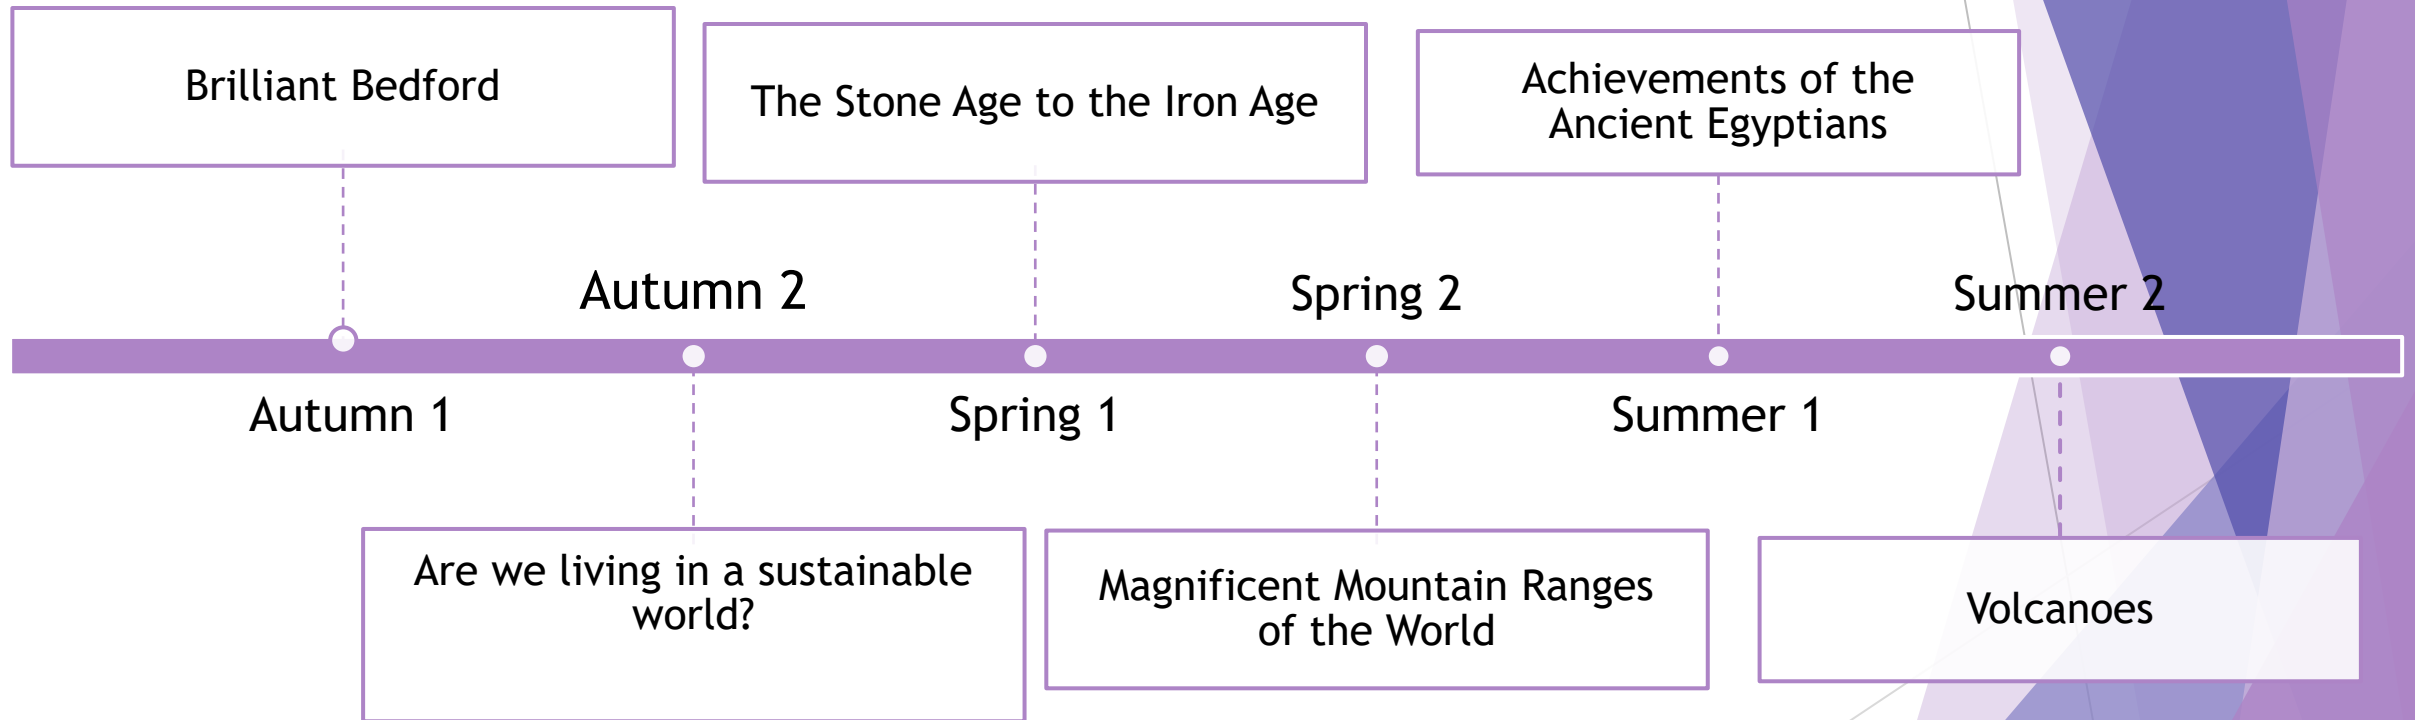 Brilliant Bedford
The Stone Age to the Iron Age
Achievements of the
Ancient Egyptians
Autumn 2
Spring 2
Summer 2
Autumn 1
Spring 1
Summer 1
Are we living in a sustainable
world?
Magnificent Mountain Ranges
of the World
Volcanoes